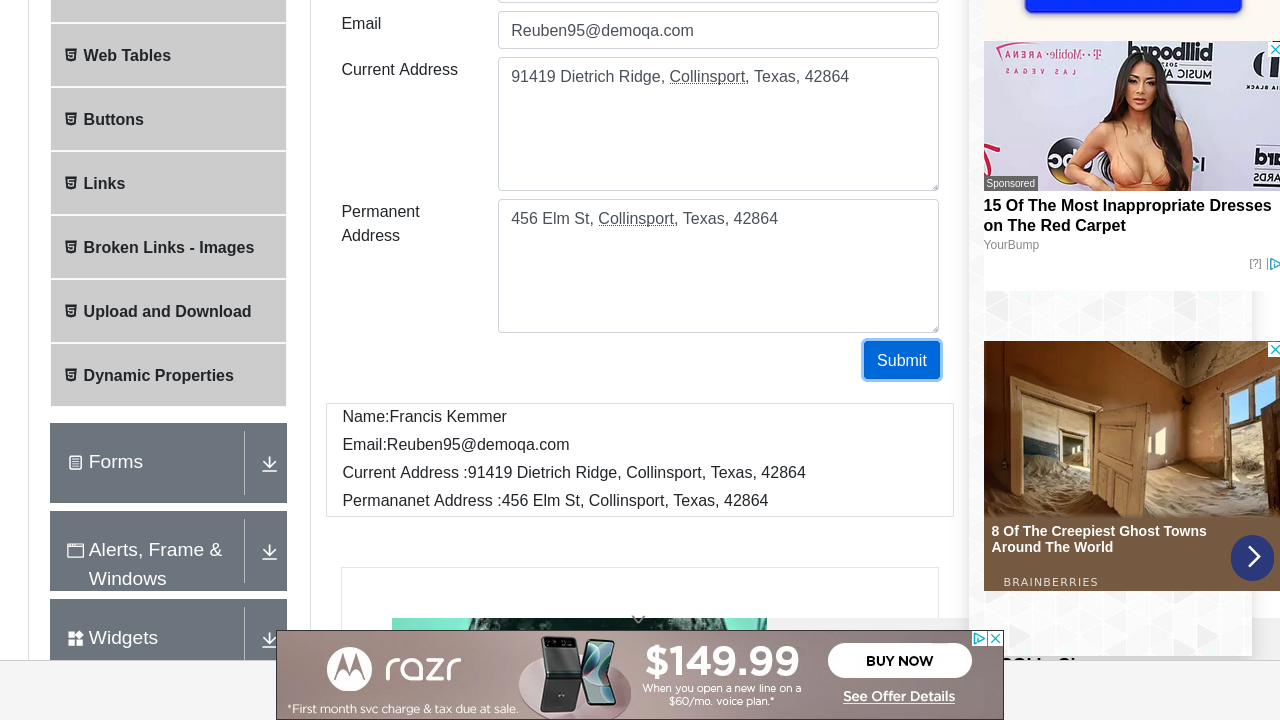 Web Tables
Buttons
Links
Broken Links - Images
Upload and Download
Dynamic Properties
Forms
Alerts, Frame &
Windows
Widgets
Email
Reuben95@demoqa.com
Current Address
91419 Dietrich Ridge, Collinsport, Texas, 42864
Permanent
Address
456 Elm St, Collinsport, Texas, 42864
Submit
Name:Francis Kemmer
Email:Reuben95@demoqa.com
Current Address :91419 Dietrich Ridge, Collinsport, Texas, 42864
Permananet Address :456 Elm St, Collinsport, Texas, 42864
Sponsored
15 Of The Most Inappropriate Dresses
on The Red Carpet
YourBump
[?]
8 Of The Creepiest Ghost Towns
Around The World
BRAINBERRIES
razr
*First month svc charge & tax due at sale.
$149.99
When you open a new line on a
$60/mo. voice plan.*
BUY NOW
See Offer Details